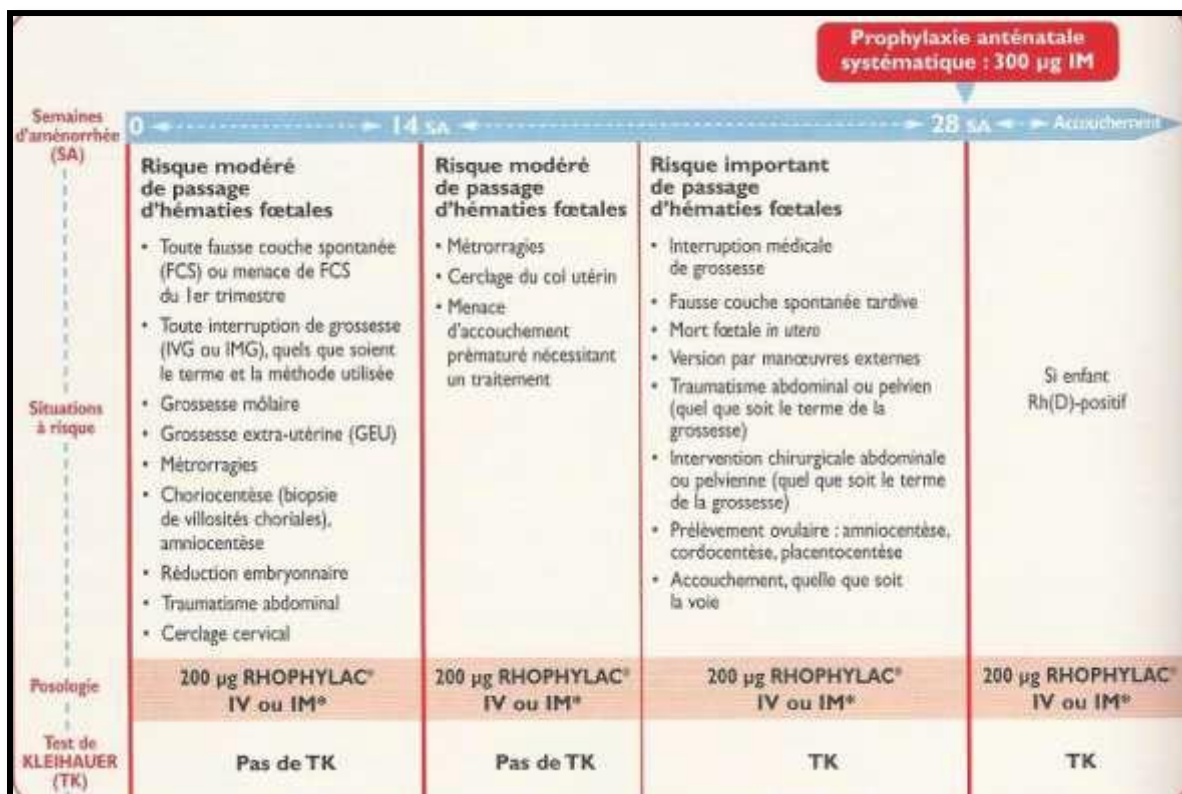 Prophylaxie anténatale
systématique : 300 µg IM
Semaines
d'aménorrhée
(SA)
0
14 SA
28 SA
Accouchement
Situations
à risque
Risque modéré
de passage
d'hématies fœtales
• Toute fausse couche spontanée
(FCS) ou menace de FCS
du 1er trimestre
• Toute interruption de grossesse
(IVG ou IMG), quels que soient
le terme et la méthode utilisée
• Grossesse môlaire
• Grossesse extra-utérine (GEU)
• Métrorragies
• Choriocentèse (biopsie
de villosités choriales),
amniocentèse
• Réduction embryonnaire
• Traumatisme abdominal
• Cerclage cervical
Risque modéré
de passage
d'hématies fœtales
• Métrorragies
• Cerclage du col utérin
• Menace
d'accouchement
prématuré nécessitant
un traitement
Risque important
de passage
d'hématies fœtales
• Interruption médicale
de grossesse
• Fausse couche spontanée tardive
• Mort fœtale in utero
• Version par manœuvres externes
• Traumatisme abdominal ou pelvien
(quel que soit le terme de la
grossesse)
• Intervention chirurgicale abdominale
ou pelvienne (quel que soit le terme
de la grossesse)
• Prélèvement ovulaire : amniocentèse,
cordocentèse, placentocentèse
• Accouchement, quelle que soit
la voie
Si enfant
Rh(D)-positif
Posologie
200 µg RHOPHYLAC®
IV ou IM*
200 µg RHOPHYLAC®
IV ou IM*
200 µg RHOPHYLAC®
IV ou IM*
200 µg RHOPHYLAC®
IV ou IM*
Test de
KLEIHAUER
(TK)
Pas de TK
Pas de TK
TK
TK